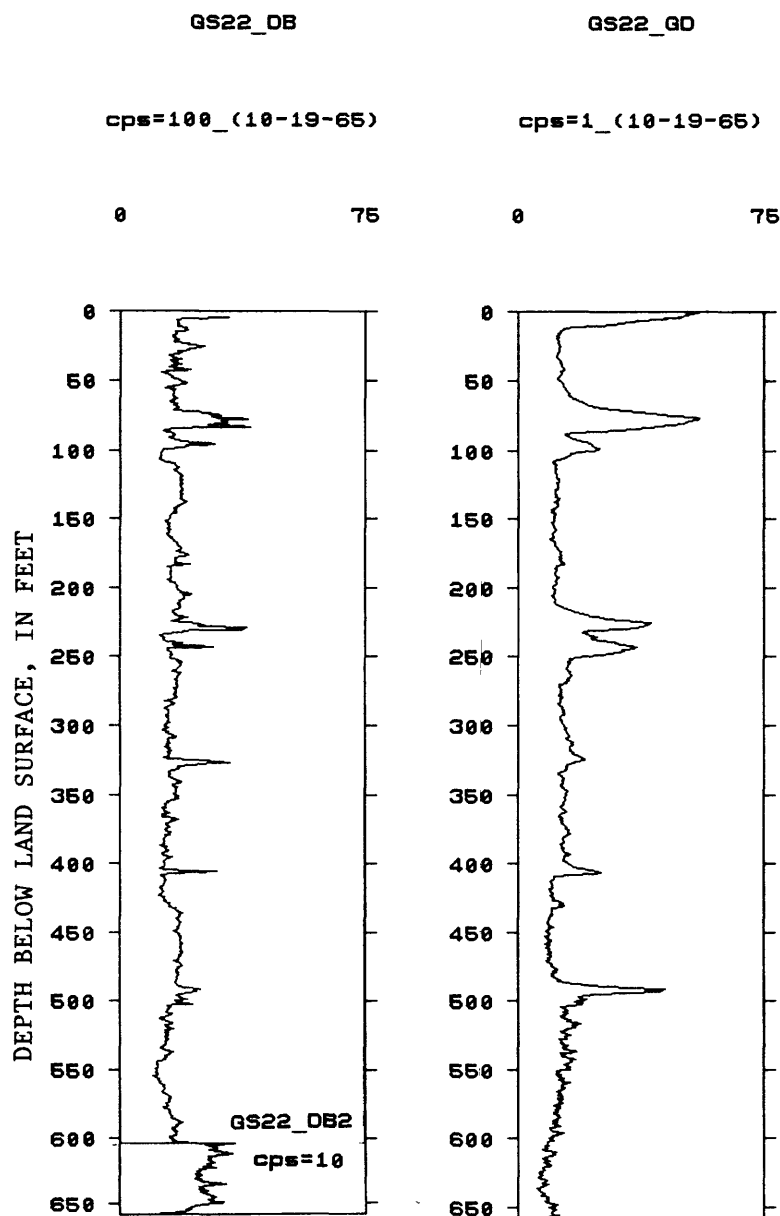 GS22_DB GS22_GD
cps=100_(10-19-65) cps=1_(10-19-65)
0 75 0 75
DEPTH BELOW LAND SURFACE, IN FEET
0 0
50 50
100 100
150 150
200 200
250 250
300 300
350 350
400 400
450 450
500 500
550 550
600 600
GS22_DB2
cps=10
650 650